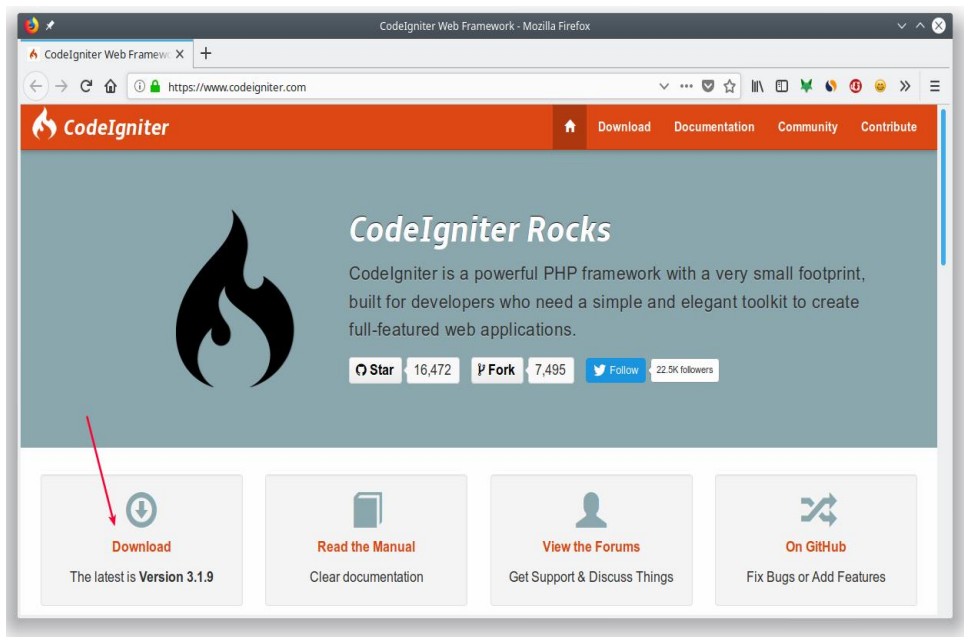 CodeIgniter Web Framework - Mozilla Firefox
CodeIgniter Web Framew
https://www.codeigniter.com
CodeIgniter
Download Documentation Community Contribute
CodeIgniter Rocks
CodeIgniter is a powerful PHP framework with a very small footprint,
built for developers who need a simple and elegant toolkit to create
full-featured web applications.
Star 16,472 Fork 7,495 Follow 22.5K followers
Download Read the Manual View the Forums On GitHub
The latest is Version 3.1.9 Clear documentation Get Support & Discuss Things Fix Bugs or Add Features